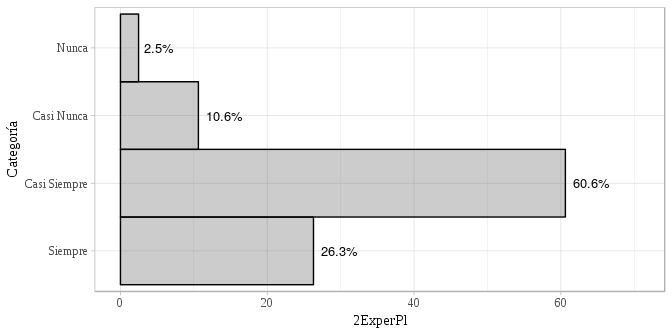 Nunca
2.5%
Casi Nunca
10.6%
Categoría
Casi Siempre
60.6%
Siempre
26.3%
0
20
40
60
2ExperPl